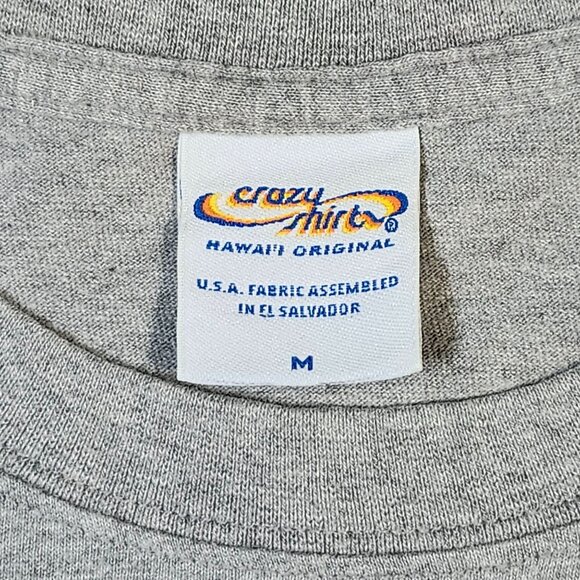 crazy
shirts®
HAWAI'I ORIGINAL
U.S.A. FABRIC ASSEMBLED
IN EL SALVADOR
M